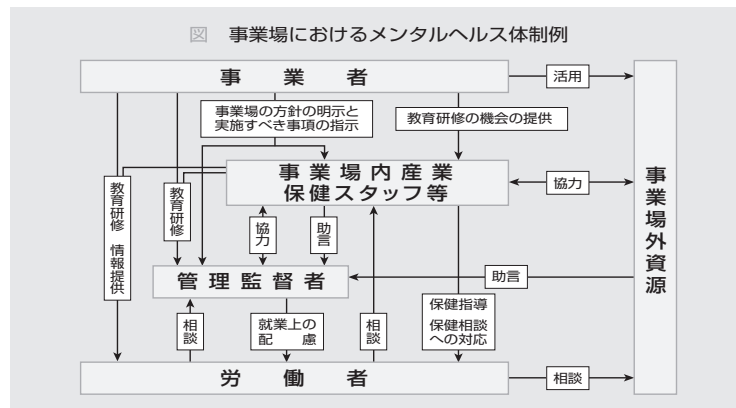 図 事業場におけるメンタルヘルス体制例
事業者
活用
事業場の方針の明示と
実施すべき事項の指示
教育研修の機会の提供
事業場内産業
保健スタッフ等
協力
事業場外資源
教育研修 情報提供
教育研修
協力
助言
管理監督者
助言
相談
就業上の
配慮
相談
保健指導
保健相談
への対応
労働者
相談